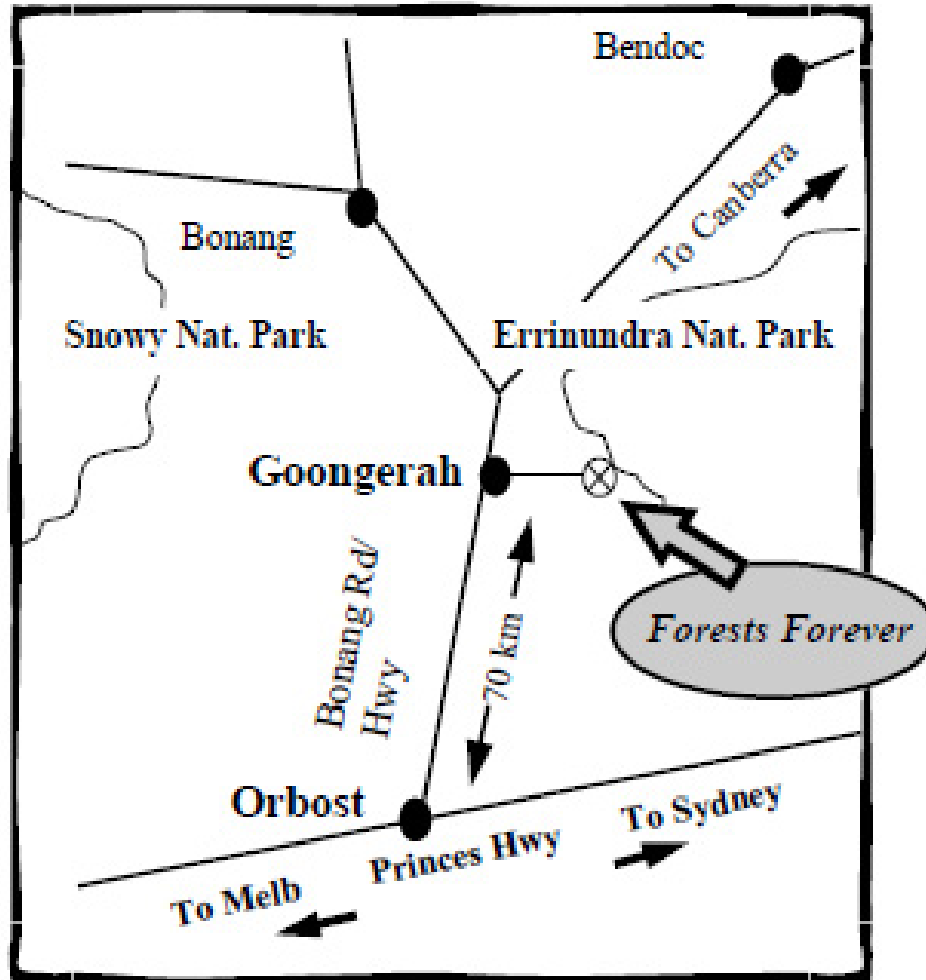 Bendoc
To Canberra
Bonang
Snowy Nat. Park
Errinundra Nat. Park
Goongerah
Bonang Rd/
Hwy
70 km
Forests Forever
Orbost
To Sydney
Princes Hwy
To Melb